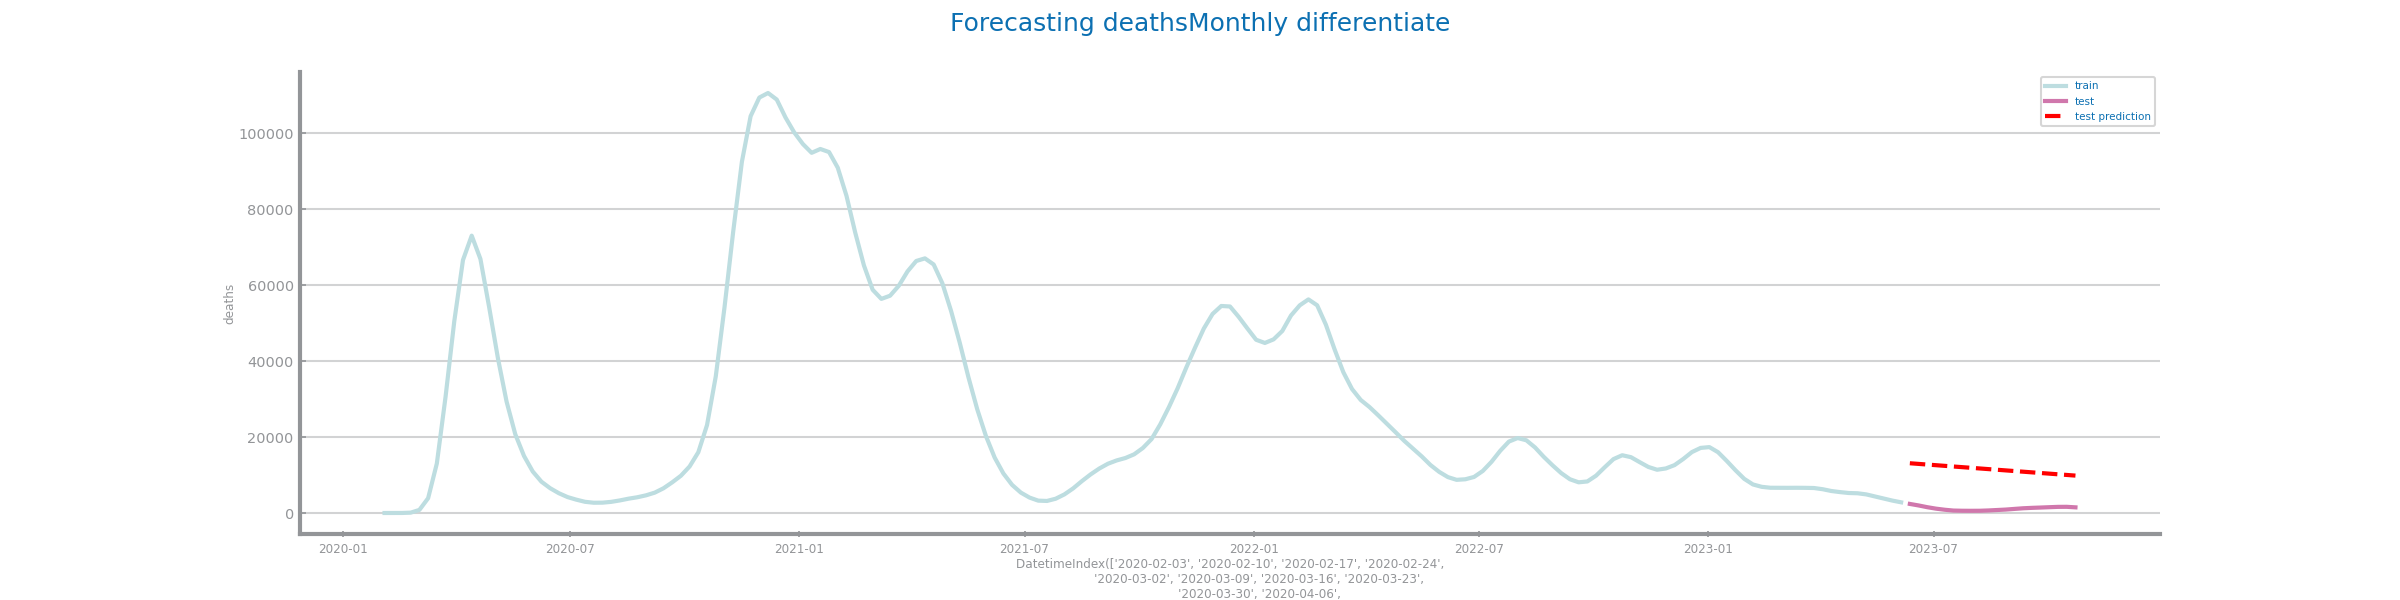 Forecasting deathsMonthly differentiate
train
test
test prediction
100000
80000
60000
40000
20000
0
deaths
2020-01
2020-07
2021-01
2021-07
2022-01
2022-07
2023-01
2023-07
DatetimeIndex(['2020-02-03', '2020-02-10', '2020-02-17', '2020-02-24',
'2020-03-02', '2020-03-09', '2020-03-16', '2020-03-23',
'2020-03-30', '2020-04-06',